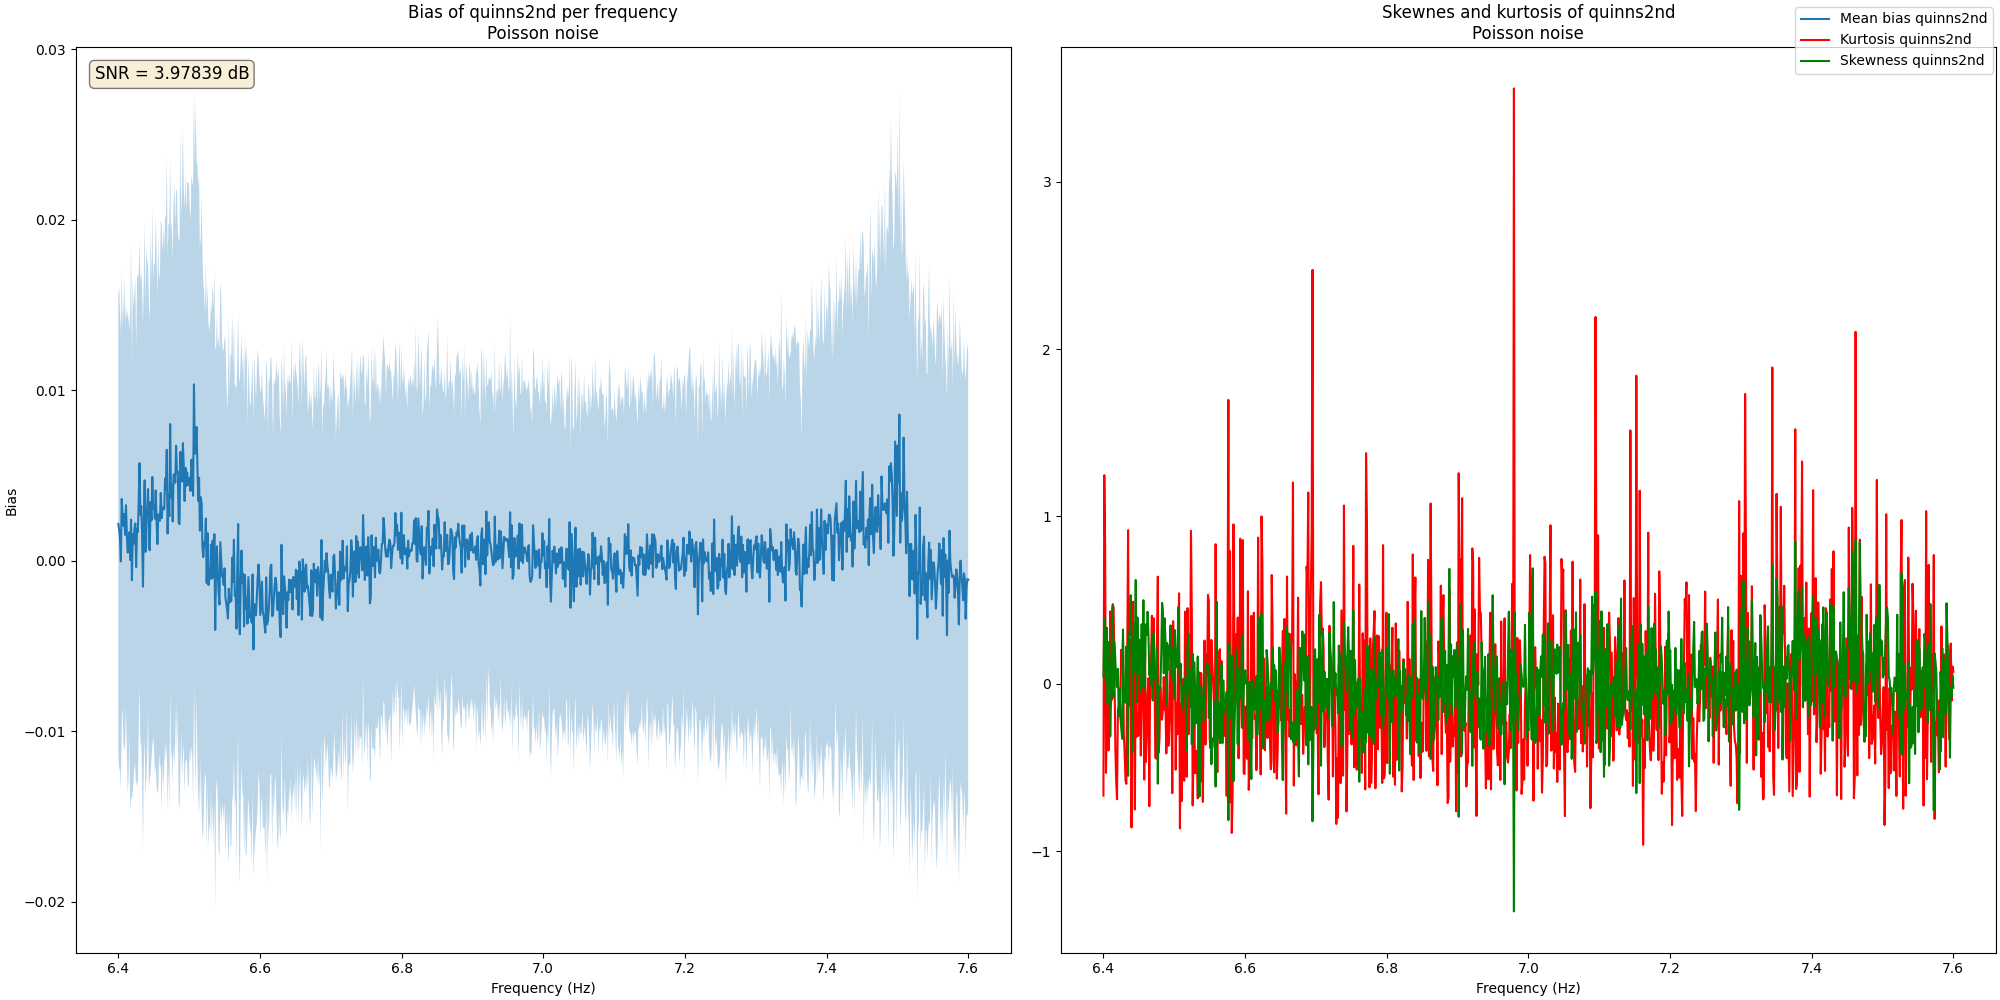 Bias of quinns2nd per frequency
Poisson noise
SNR = 3.97839 dB
0.03
0.02
0.01
0.00
−0.01
−0.02
Bias
6.4
6.6
6.8
7.0
7.2
7.4
7.6
Frequency (Hz)
Skewnes and kurtosis of quinns2nd
Poisson noise
Mean bias quinns2nd
Kurtosis quinns2nd
Skewness quinns2nd
3
2
1
0
−1
6.4
6.6
6.8
7.0
7.2
7.4
7.6
Frequency (Hz)